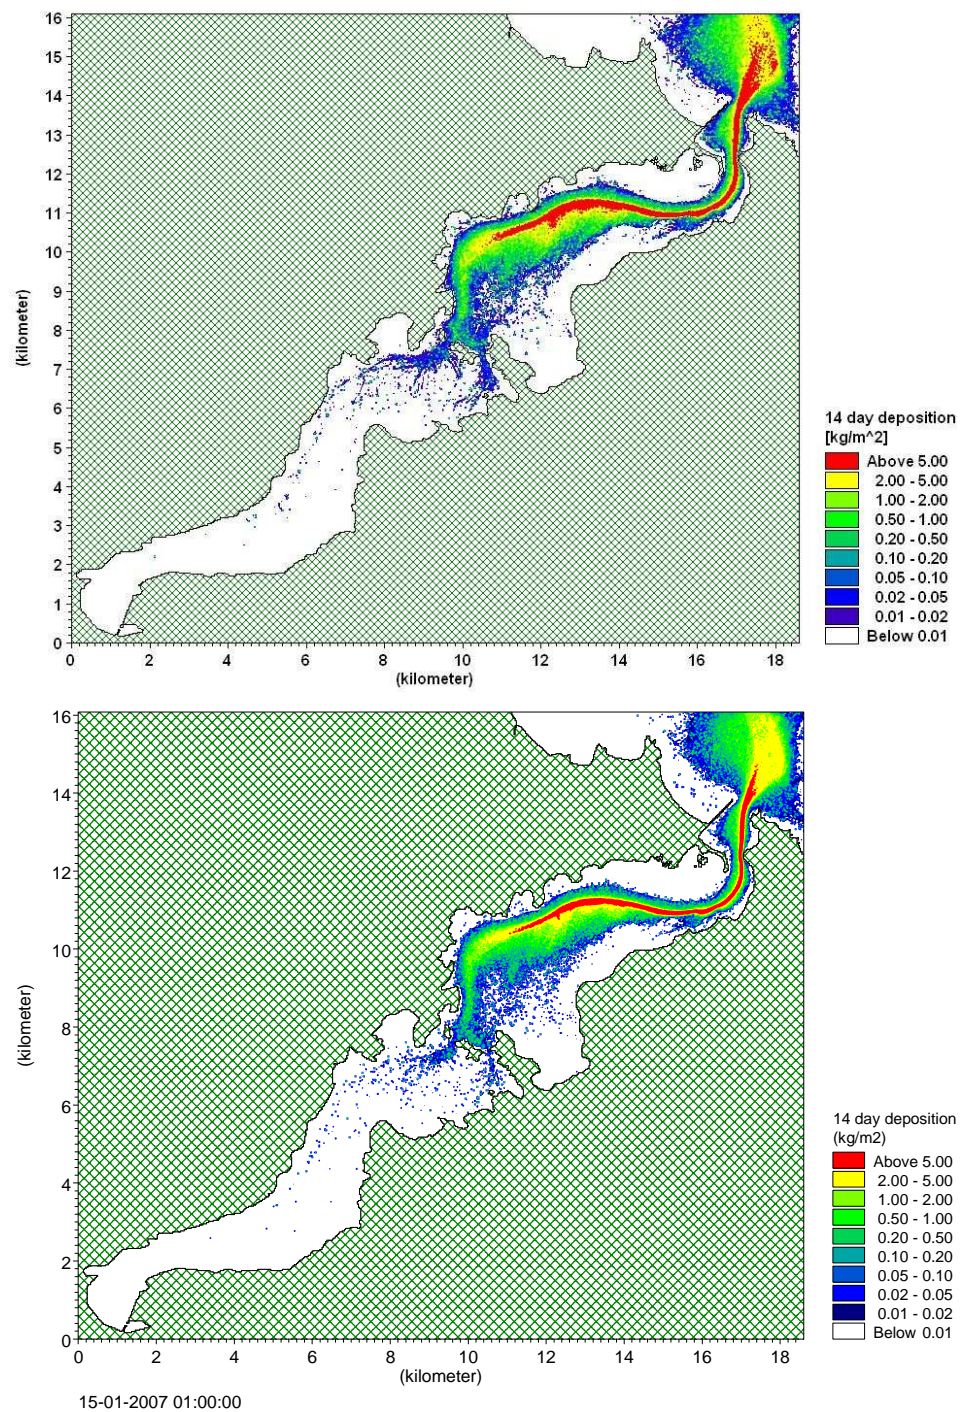 16
15
14
13
12
11
10
9
8
7
6
5
4
3
2
1
0
(kilometer)
0 2 4 6 8 10 12 14 16 18
(kilometer)
14 day deposition
[kg/m^2]
Above 5.00
2.00 - 5.00
1.00 - 2.00
0.50 - 1.00
0.20 - 0.50
0.10 - 0.20
0.05 - 0.10
0.02 - 0.05
0.01 - 0.02
Below 0.01
16
14
12
10
8
6
4
2
0
(kilometer)
0 2 4 6 8 10 12 14 16 18
(kilometer)
14 day deposition
(kg/m2)
Above 5.00
2.00 - 5.00
1.00 - 2.00
0.50 - 1.00
0.20 - 0.50
0.10 - 0.20
0.05 - 0.10
0.02 - 0.05
0.01 - 0.02
Below 0.01
15-01-2007 01:00:00